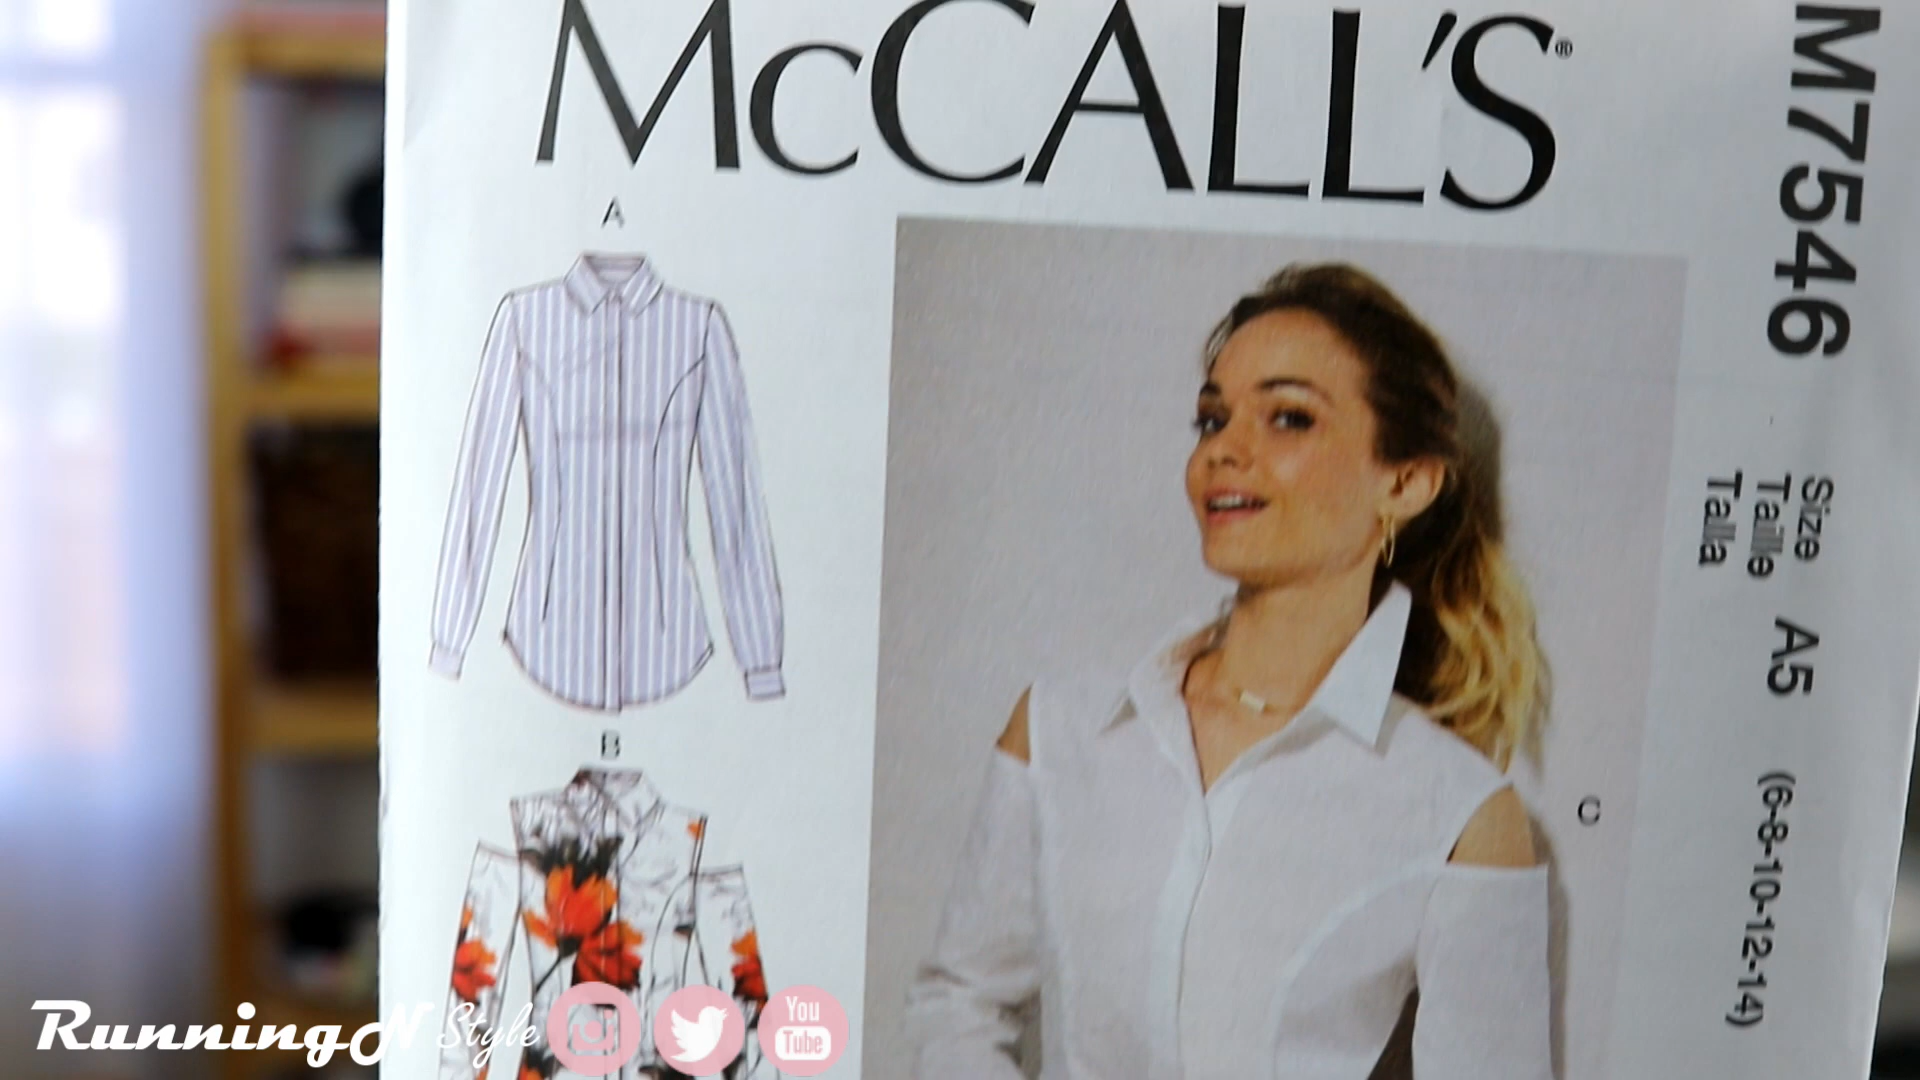 McCALL'S®
M7546
A
B
C
Size
Taille
Talla
A5
(6-8-10-12-14)
RunningN Style
You
Tube